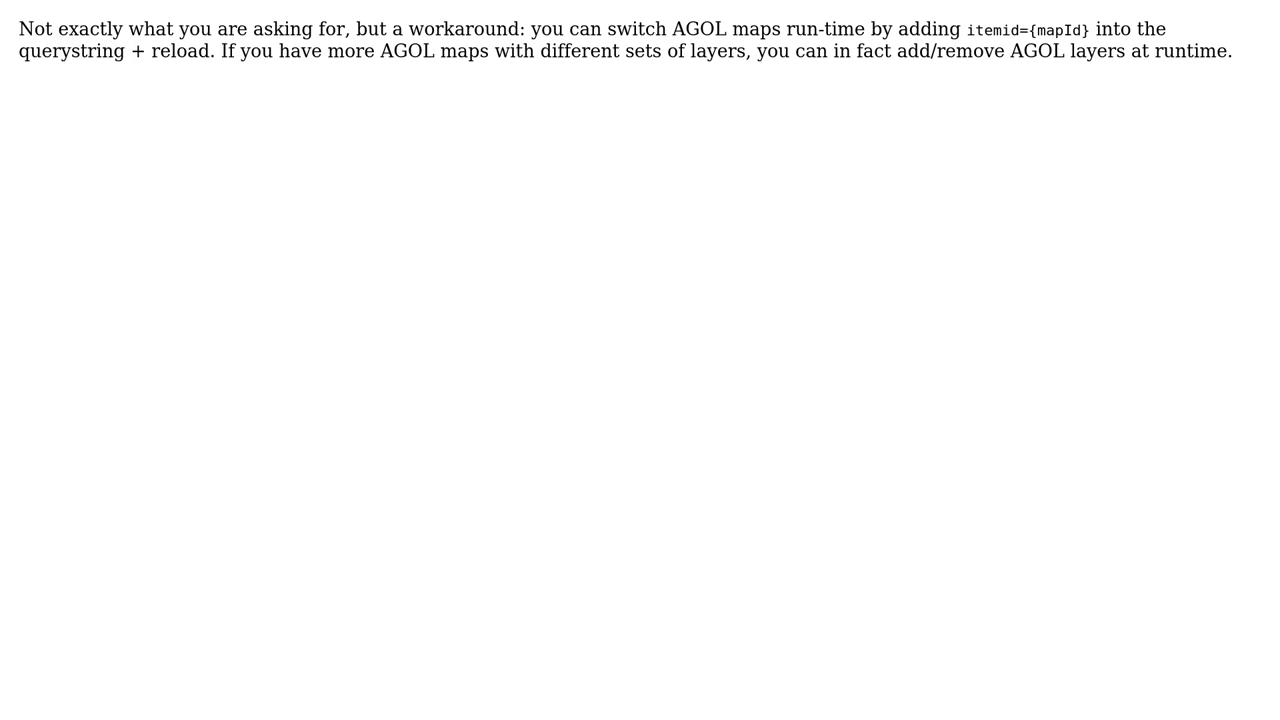 Not exactly what you are asking for, but a workaround: you can switch AGOL maps run-time by adding itemid={mapId} into the
querystring + reload. If you have more AGOL maps with different sets of layers, you can in fact add/remove AGOL layers at runtime.